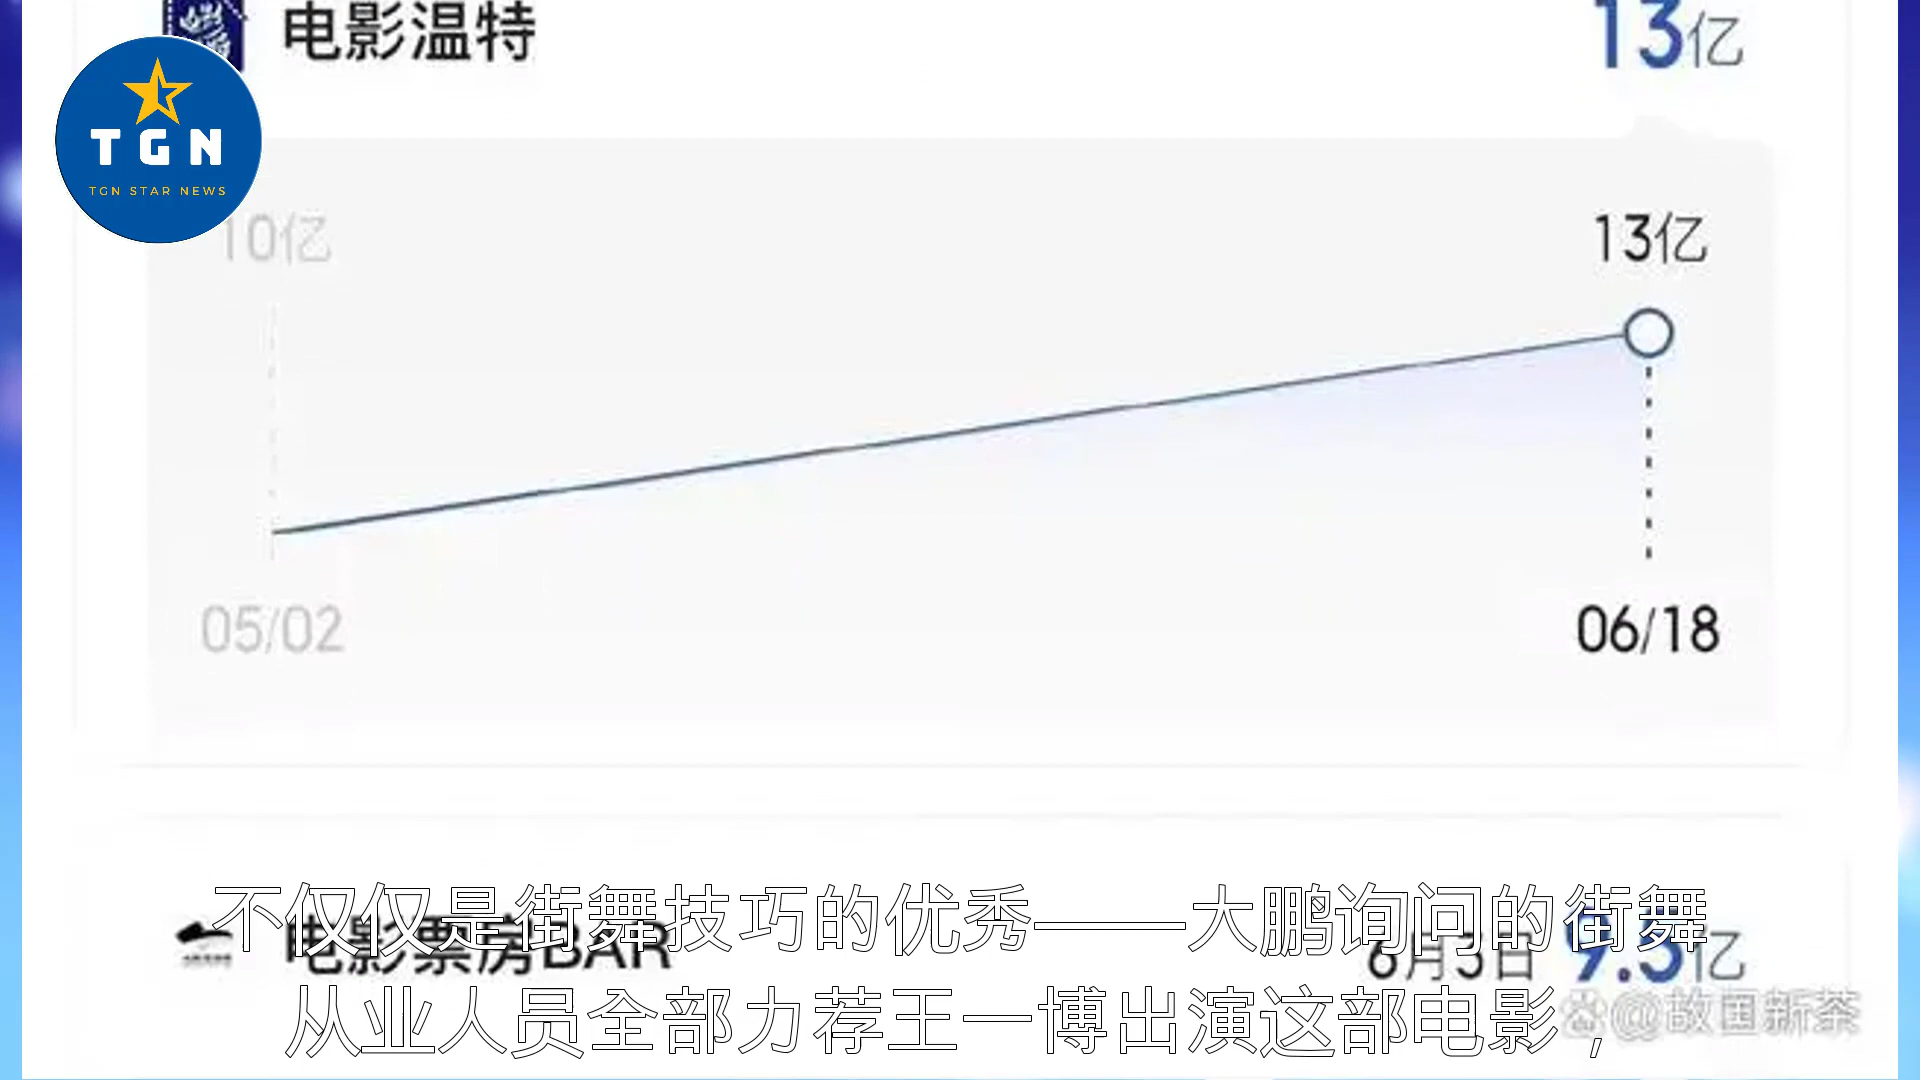 电影温特
13亿
TGN
TGN STAR NEWS
10亿
13亿
05/02
06/18
电影票房BAR
6月3日 9.5亿
不仅仅是街舞技巧的优秀——大鹏询问的街舞
从业人员全部力荐王一博出演这部电影，
@故国新茶